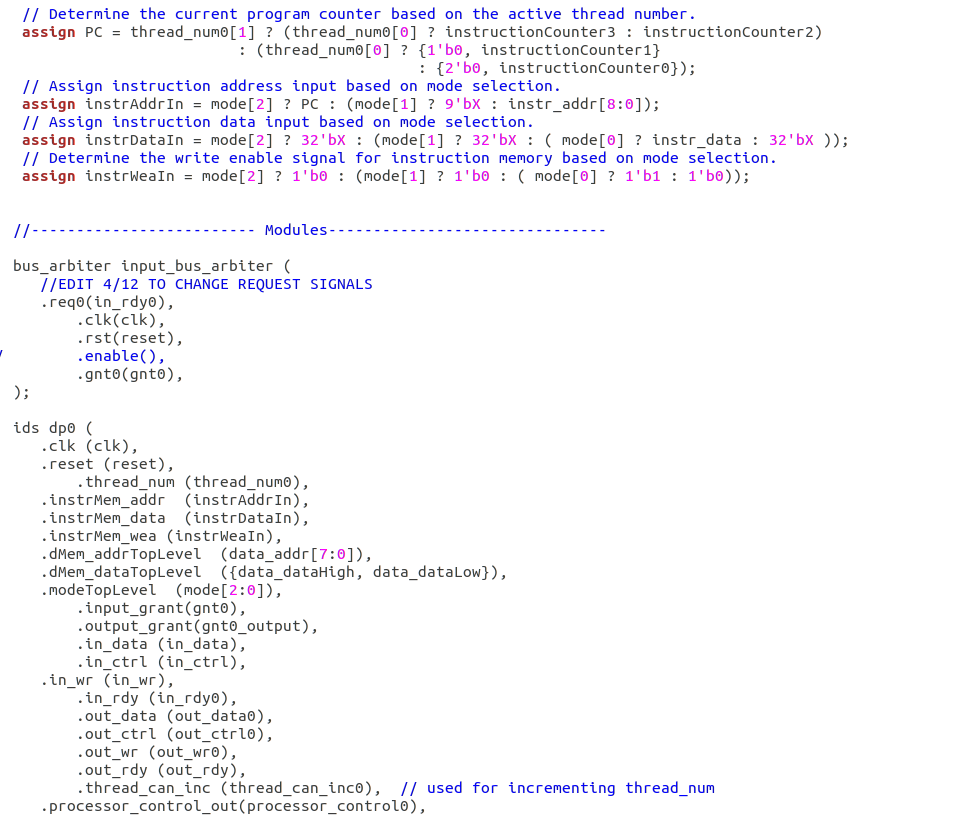 // Determine the current program counter based on the active thread number.
assign PC = thread_num0[1] ? (thread_num0[0] ? instructionCounter3 : instructionCounter2)
: (thread_num0[0] ? {1'b0, instructionCounter1}
: {2'b0, instructionCounter0});
// Assign instruction address input based on mode selection.
assign instrAddrIn = mode[2] ? PC : (mode[1] ? 9'bX : instr_addr[8:0]);
// Assign instruction data input based on mode selection.
assign instrDataIn = mode[2] ? 32'bX : (mode[1] ? 32'bX : ( mode[0] ? instr_data : 32'bX ));
// Determine the write enable signal for instruction memory based on mode selection.
assign instrWeaIn = mode[2] ? 1'b0 : (mode[1] ? 1'b0 : ( mode[0] ? 1'b1 : 1'b0));
//------------------------- Modules-------------------------------
bus_arbiter input_bus_arbiter (
//EDIT 4/12 TO CHANGE REQUEST SIGNALS
.req0(in_rdy0),
.clk(clk),
.rst(reset),
/ .enable(),
.gnt0(gnt0),
);
ids dp0 (
.clk (clk),
.reset (reset),
.thread_num (thread_num0),
.instrMem_addr  (instrAddrIn),
.instrMem_data  (instrDataIn),
.instrMem_wea (instrWeaIn),
.dMem_addrTopLevel  (data_addr[7:0]),
.dMem_dataTopLevel  ({data_dataHigh, data_dataLow}),
.modeTopLevel  (mode[2:0]),
.input_grant(gnt0),
.output_grant(gnt0_output),
.in_data (in_data),
.in_ctrl (in_ctrl),
.in_wr (in_wr),
.in_rdy (in_rdy0),
.out_data (out_data0),
.out_ctrl (out_ctrl0),
.out_wr (out_wr0),
.out_rdy (out_rdy),
.thread_can_inc (thread_can_inc0),  // used for incrementing thread_num
.processor_control_out(processor_control0),